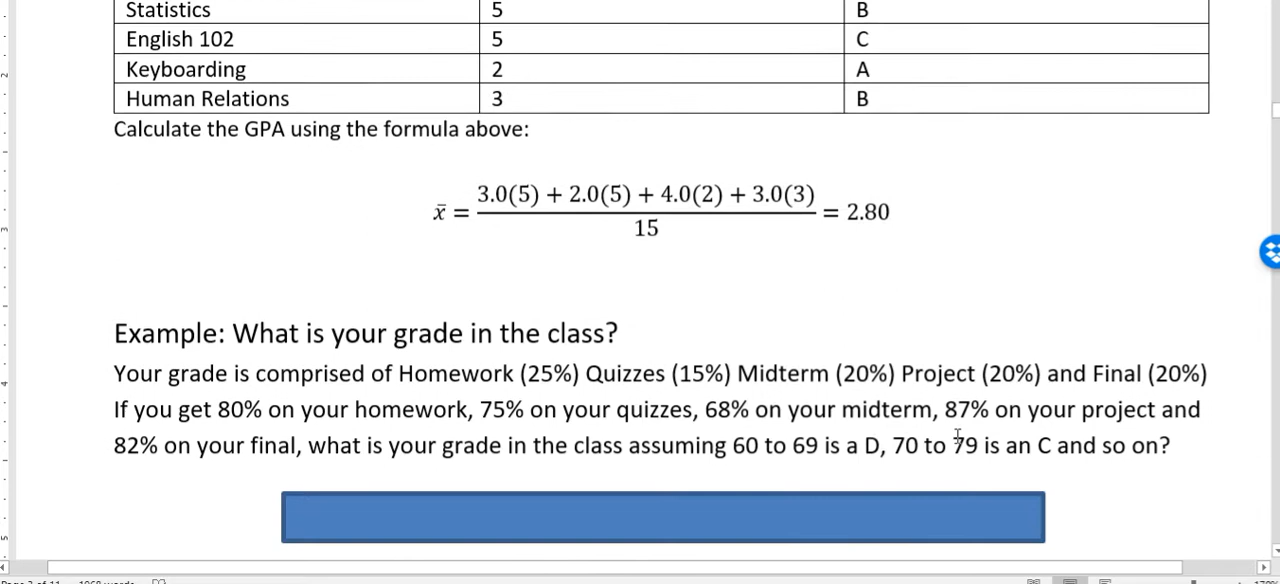 Statistics 5 B
English 102 5 C
Keyboarding 2 A
Human Relations 3 B
Calculate the GPA using the formula above:
x̄ = 3.0(5) + 2.0(5) + 4.0(2) + 3.0(3) / 15 = 2.80
Example: What is your grade in the class?
Your grade is comprised of Homework (25%) Quizzes (15%) Midterm (20%) Project (20%) and Final (20%)
If you get 80% on your homework, 75% on your quizzes, 68% on your midterm, 87% on your project and
82% on your final, what is your grade in the class assuming 60 to 69 is a D, 70 to 79 is an C and so on?